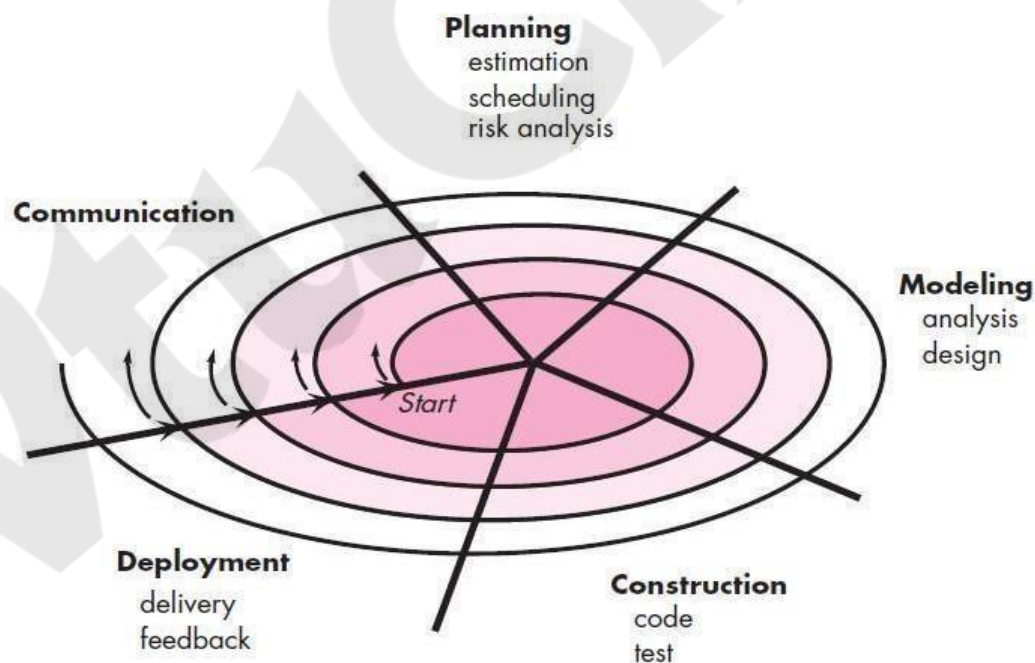 Planning
estimation
scheduling
risk analysis
Communication
Modeling
analysis
design
Start
Deployment
delivery
feedback
Construction
code
test